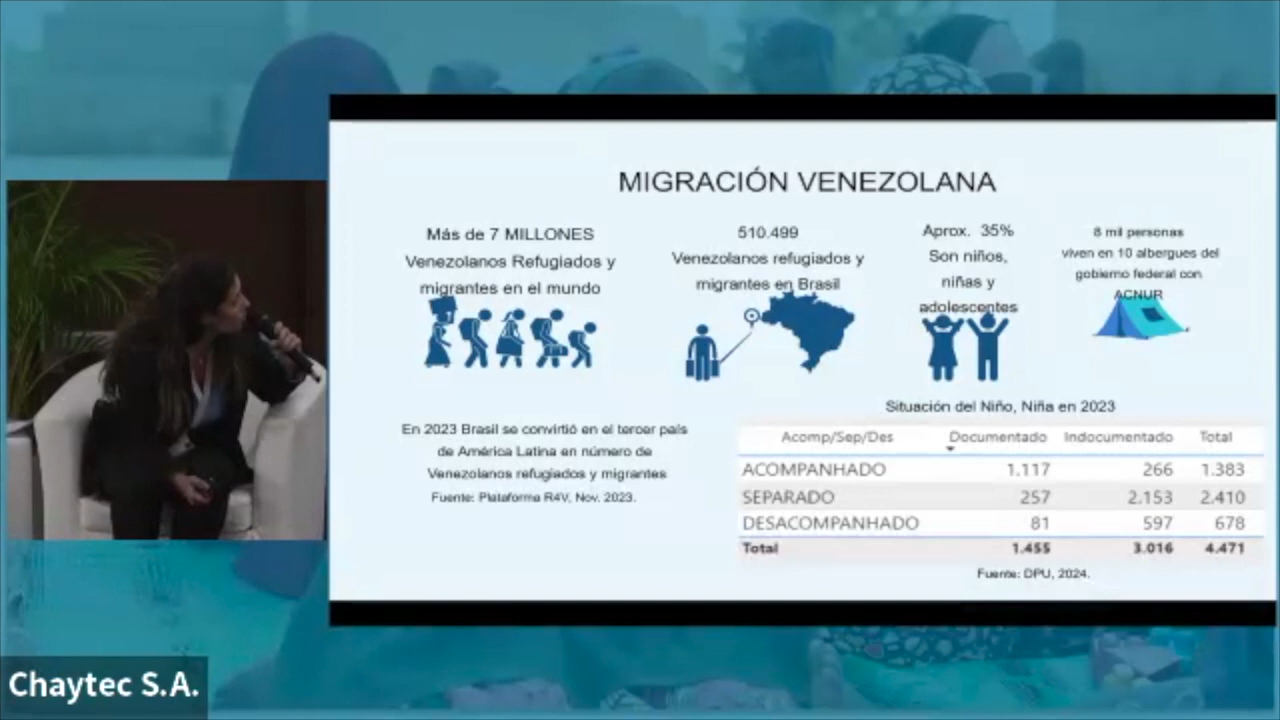 MIGRACIÓN VENEZOLANA
Más de 7 MILLONES
Venezolanos Refugiados y
migrantes en el mundo
510.499
Venezolanos refugiados y
migrantes en Brasil
Aprox. 35%
Son niños,
niñas y
adolescentes
8 mil personas
viven en 10 albergues del
gobierno federal con
ACNUR
En 2023 Brasil se convirtió en el tercer país
de América Latina en número de
Venezolanos refugiados y migrantes
Fuente: Plataforma R4V, Nov. 2023.
Situación del Niño, Niña en 2023
Acomp/Sep/Des Documentado Indocumentado Total
ACOMPANHADO 1.117 266 1.383
SEPARADO 257 2.153 2.410
DESACOMPANHADO 81 597 678
Total 1.455 3.016 4.471
Fuente: DPU, 2024.
Chaytec S.A.